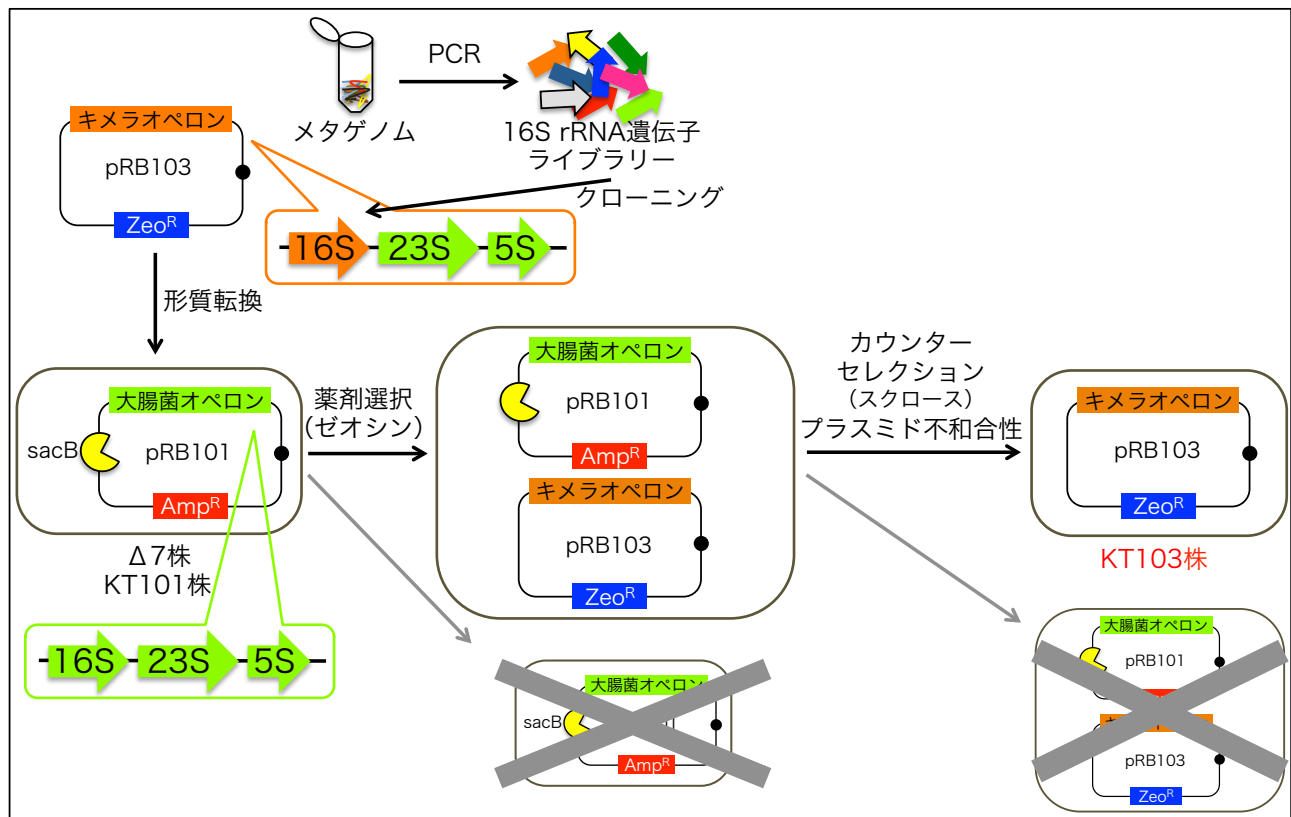 PCR
メタゲノム
16S rRNA遺伝子
ライブラリー
クローニング
キメラオペロン
pRB103
ZeoR
16S
23S
5S
形質転換
大腸菌オペロン
sacB
pRB101
AmpR
Δ7株
KT101株
16S
23S
5S
薬剤選択
(ゼオシン)
大腸菌オペロン
pRB101
AmpR
キメラオペロン
pRB103
ZeoR
カウンター
セレクション
(スクロース)
プラスミド不和合性
キメラオペロン
pRB103
ZeoR
KT103株
大腸菌オペロン
sacB
AmpR
大腸菌オペロン
pRB101
pRB103
ZeoR